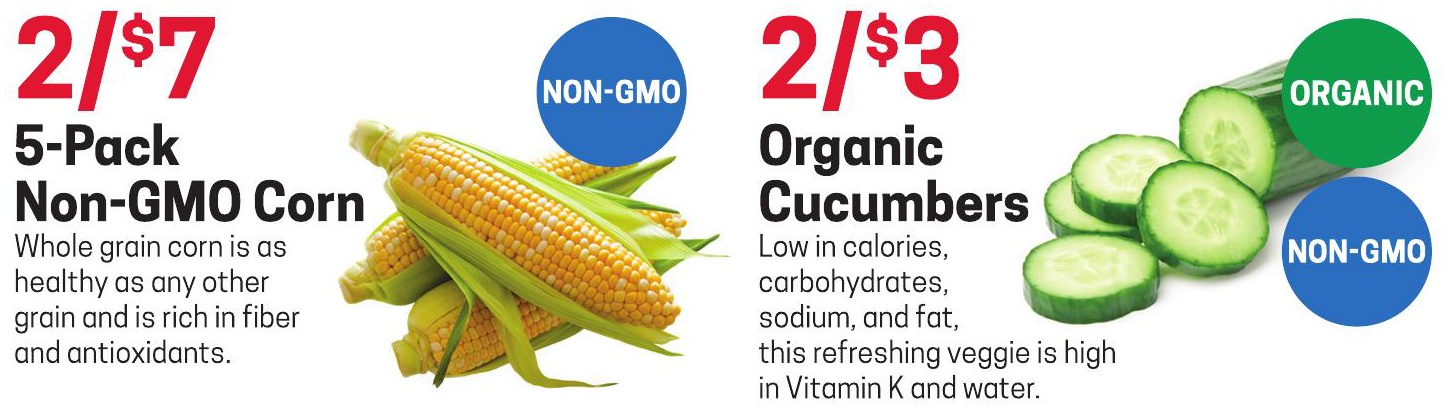 2/$7
NON-GMO
5-Pack
Non-GMO Corn
Whole grain corn is as
healthy as any other
grain and is rich in fiber
and antioxidants.
2/$3
ORGANIC
Organic
Cucumbers
NON-GMO
Low in calories,
carbohydrates,
sodium, and fat,
this refreshing veggie is high
in Vitamin K and water.